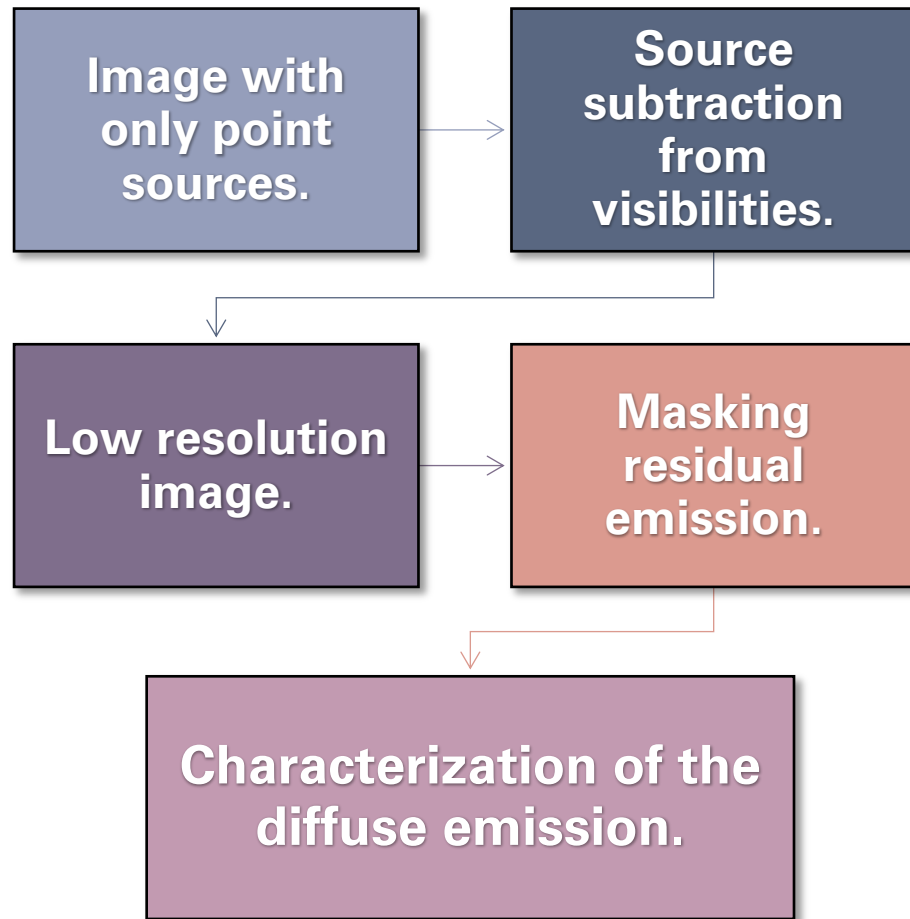 Image with
only point
sources.
Source
subtraction
from
visibilities.
Low resolution
image.
Masking
residual
emission.
Characterization of the
diffuse emission.